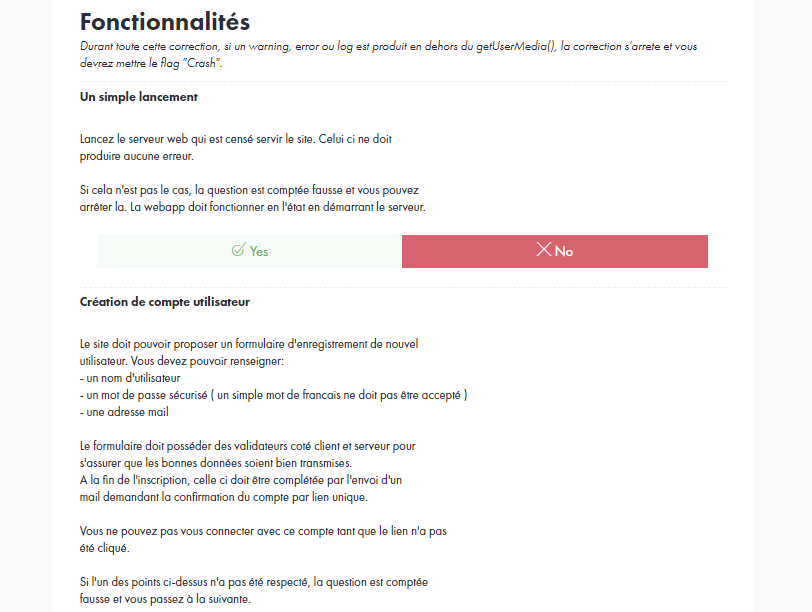 Fonctionnalités
Durant toute cette correction, si un warning, error ou log est produit en dehors du getUserMedia(), la correction s'arrete et vous
devrez mettre le flag "Crash".
Un simple lancement
Lancez le serveur web qui est censé servir le site. Celui ci ne doit
produire aucune erreur.
Si cela n'est pas le cas, la question est comptée fausse et vous pouvez
arrêter la. La webapp doit fonctionner en l'état en démarrant le serveur.
Yes
No
Création de compte utilisateur
Le site doit pouvoir proposer un formulaire d'enregistrement de nouvel
utilisateur. Vous devez pouvoir renseigner:
- un nom d'utilisateur
- un mot de passe sécurisé ( un simple mot de francais ne doit pas être accepté )
- une adresse mail
Le formulaire doit posséder des validateurs coté client et serveur pour
s'assurer que les bonnes données soient bien transmises.
A la fin de l'inscription, celle ci doit être complétée par l'envoi d'un
mail demandant la confirmation du compte par lien unique.
Vous ne pouvez pas vous connecter avec ce compte tant que le lien n'a pas
été cliqué.
Si l'un des points ci-dessus n'a pas été respecté, la question est comptée
fausse et vous passez à la suivante.